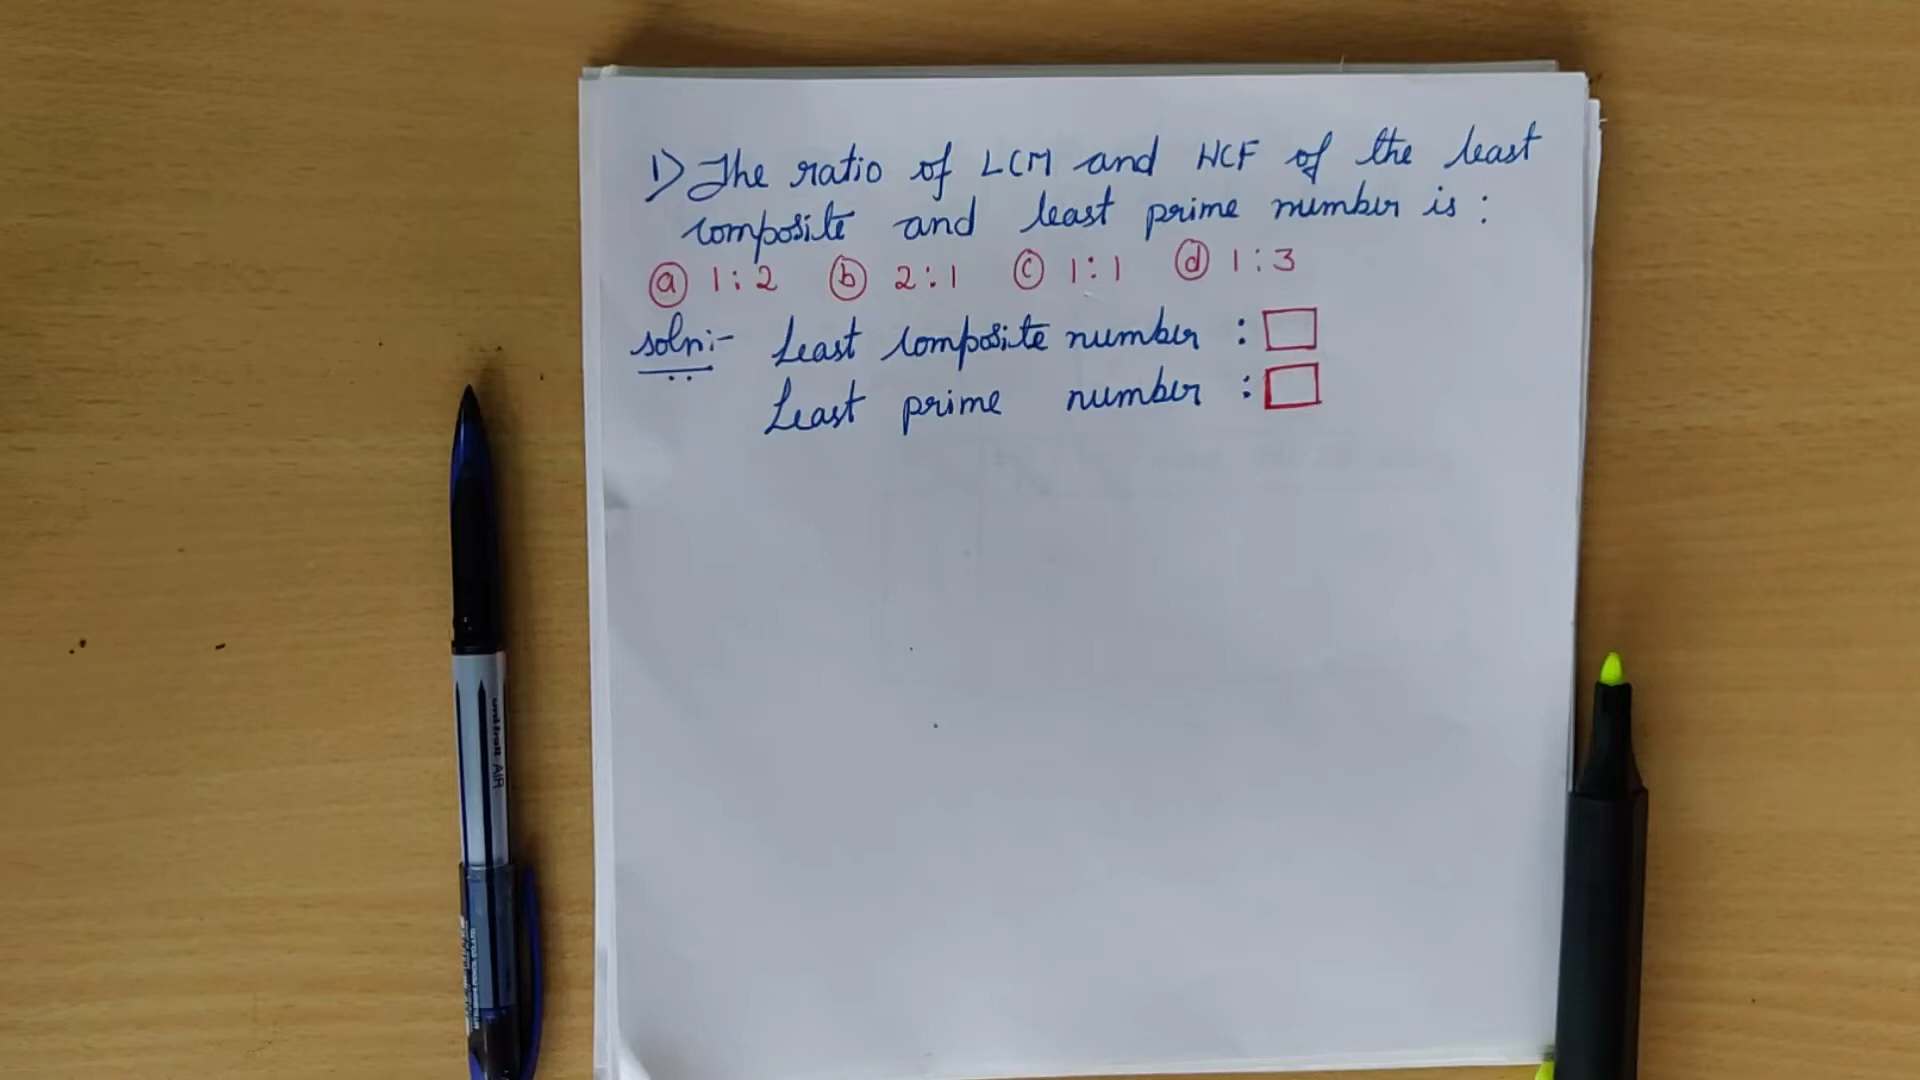 1) The ratio of LCM and HCF of the least
composite and least prime number is :
ⓐ 1 : 2 ⓑ 2 : 1 ⓒ 1 : 1 ⓓ 1 : 3
soln:- Least composite number :
Least prime number :
AIR